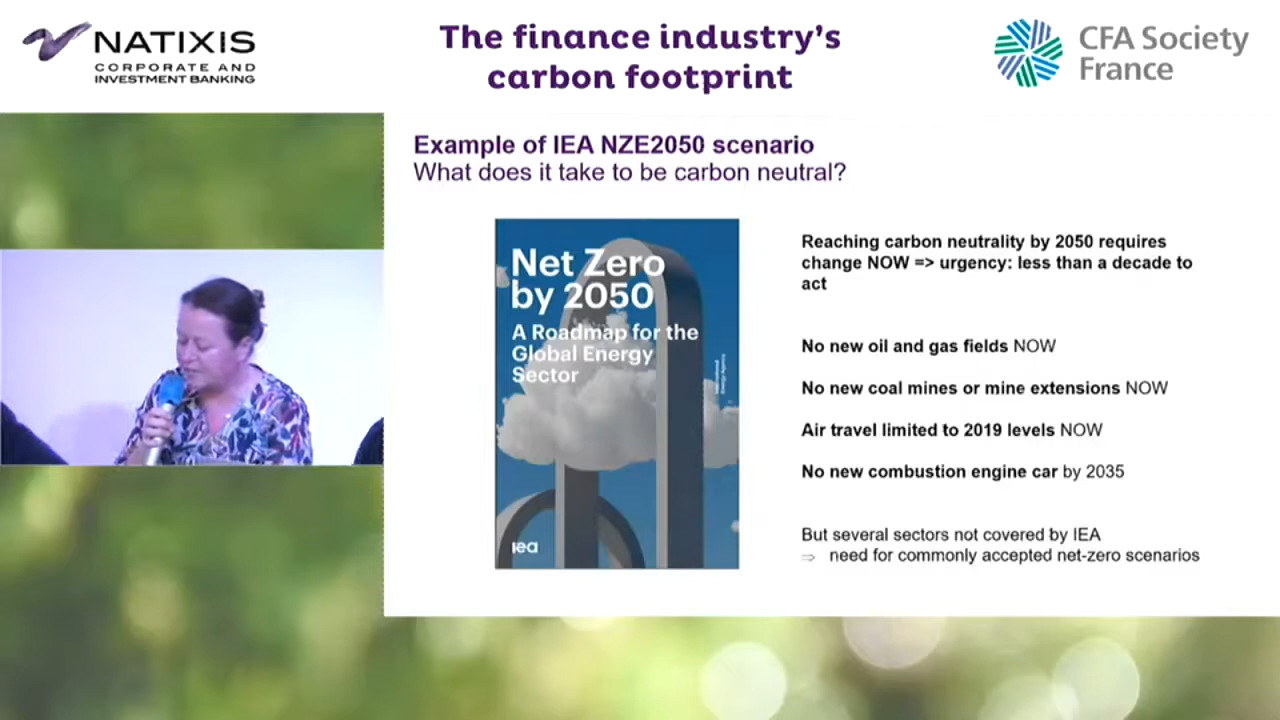 NATIXIS
CORPORATE AND
INVESTMENT BANKING
The finance industry's
carbon footprint
CFA Society
France
Example of IEA NZE2050 scenario
What does it take to be carbon neutral?
Net Zero
by 2050
A Roadmap for the
Global Energy
Sector
iea
Reaching carbon neutrality by 2050 requires
change NOW => urgency: less than a decade to
act
No new oil and gas fields NOW
No new coal mines or mine extensions NOW
Air travel limited to 2019 levels NOW
No new combustion engine car by 2035
But several sectors not covered by IEA
⇒ need for commonly accepted net-zero scenarios